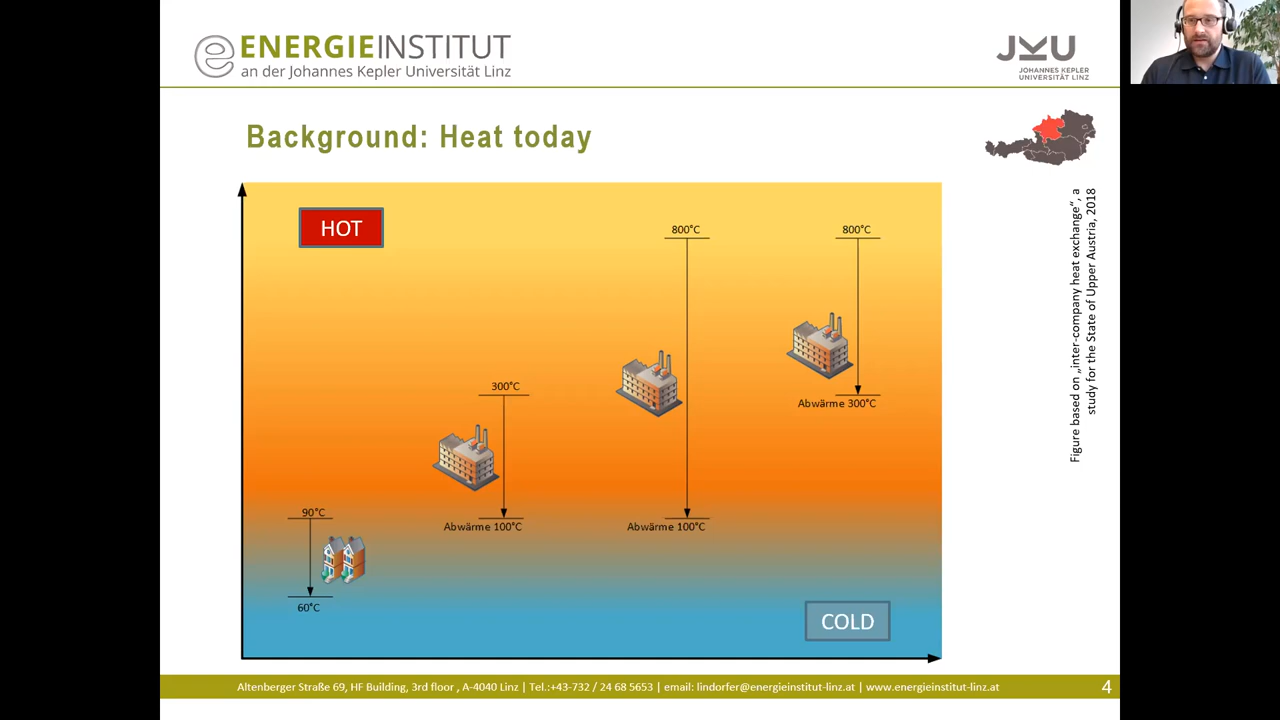 ENERGIEINSTITUT
an der Johannes Kepler Universität Linz
JKU
JOHANNES KEPLER
UNIVERSITÄT LINZ
Background: Heat today
HOT
800°C
800°C
300°C
Abwärme 300°C
90°C
Abwärme 100°C
Abwärme 100°C
60°C
COLD
Figure based on „inter-company heat exchange“, a
study for the State of Upper Austria, 2018
Altenberger Straße 69, HF Building, 3rd floor , A-4040 Linz | Tel.:+43-732 / 24 68 5653 | email: lindorfer@energieinstitut-linz.at | www.energieinstitut-linz.at
4